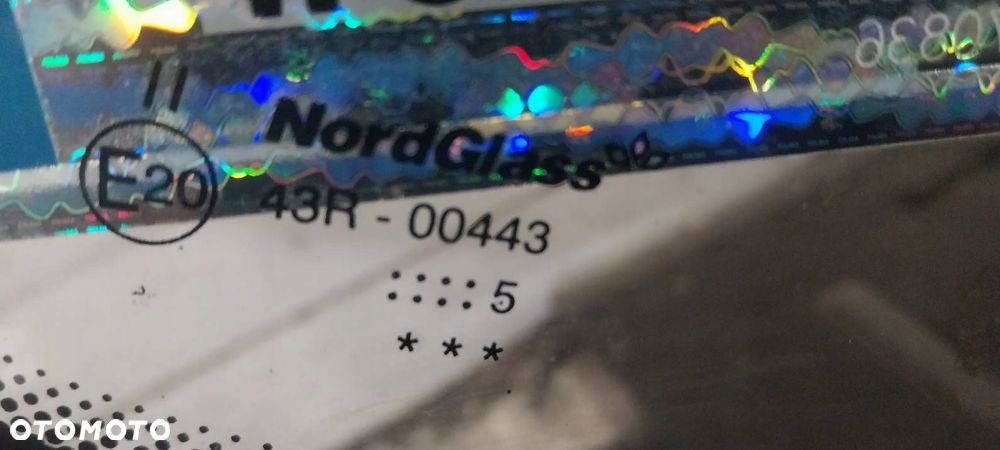 II
NordGlass
E20
43R - 00443
:::: 5
* * *
OTOMOTO